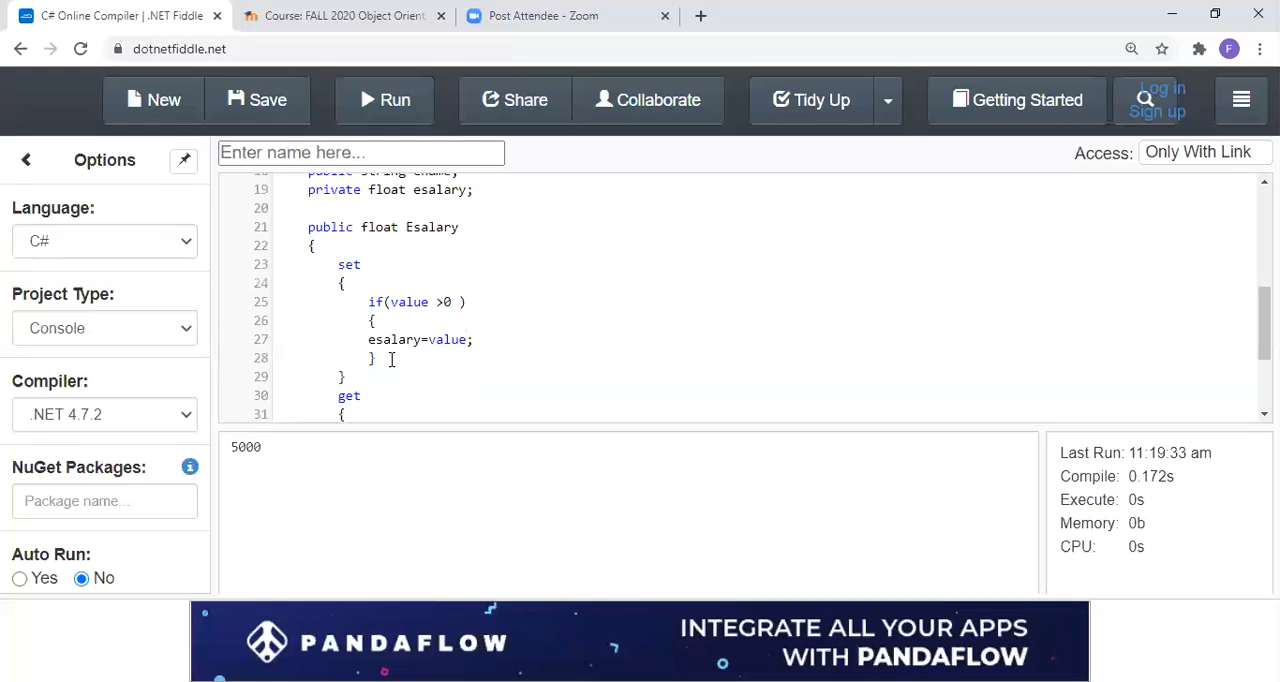 C# Online Compiler | .NET Fiddle
Course: FALL 2020 Object Orient
Post Attendee - Zoom
dotnetfiddle.net
F
New
Save
Run
Share
Collaborate
Tidy Up
Getting Started
Log in
Sign up
Options
Enter name here...
Access:
Only With Link
Language:
C#
Project Type:
Console
Compiler:
.NET 4.7.2
NuGet Packages:
Package name...
Auto Run:
Yes
No
18 public string ename;
19 private float esalary;
20
21 public float Esalary
22 {
23 set
24 {
25 if(value >0 )
26 {
27 esalary=value;
28 }
29 }
30 get
31 {
5000
Last Run: 11:19:33 am
Compile: 0.172s
Execute: 0s
Memory: 0b
CPU: 0s
PANDAFLOW
INTEGRATE ALL YOUR APPS
WITH PANDAFLOW